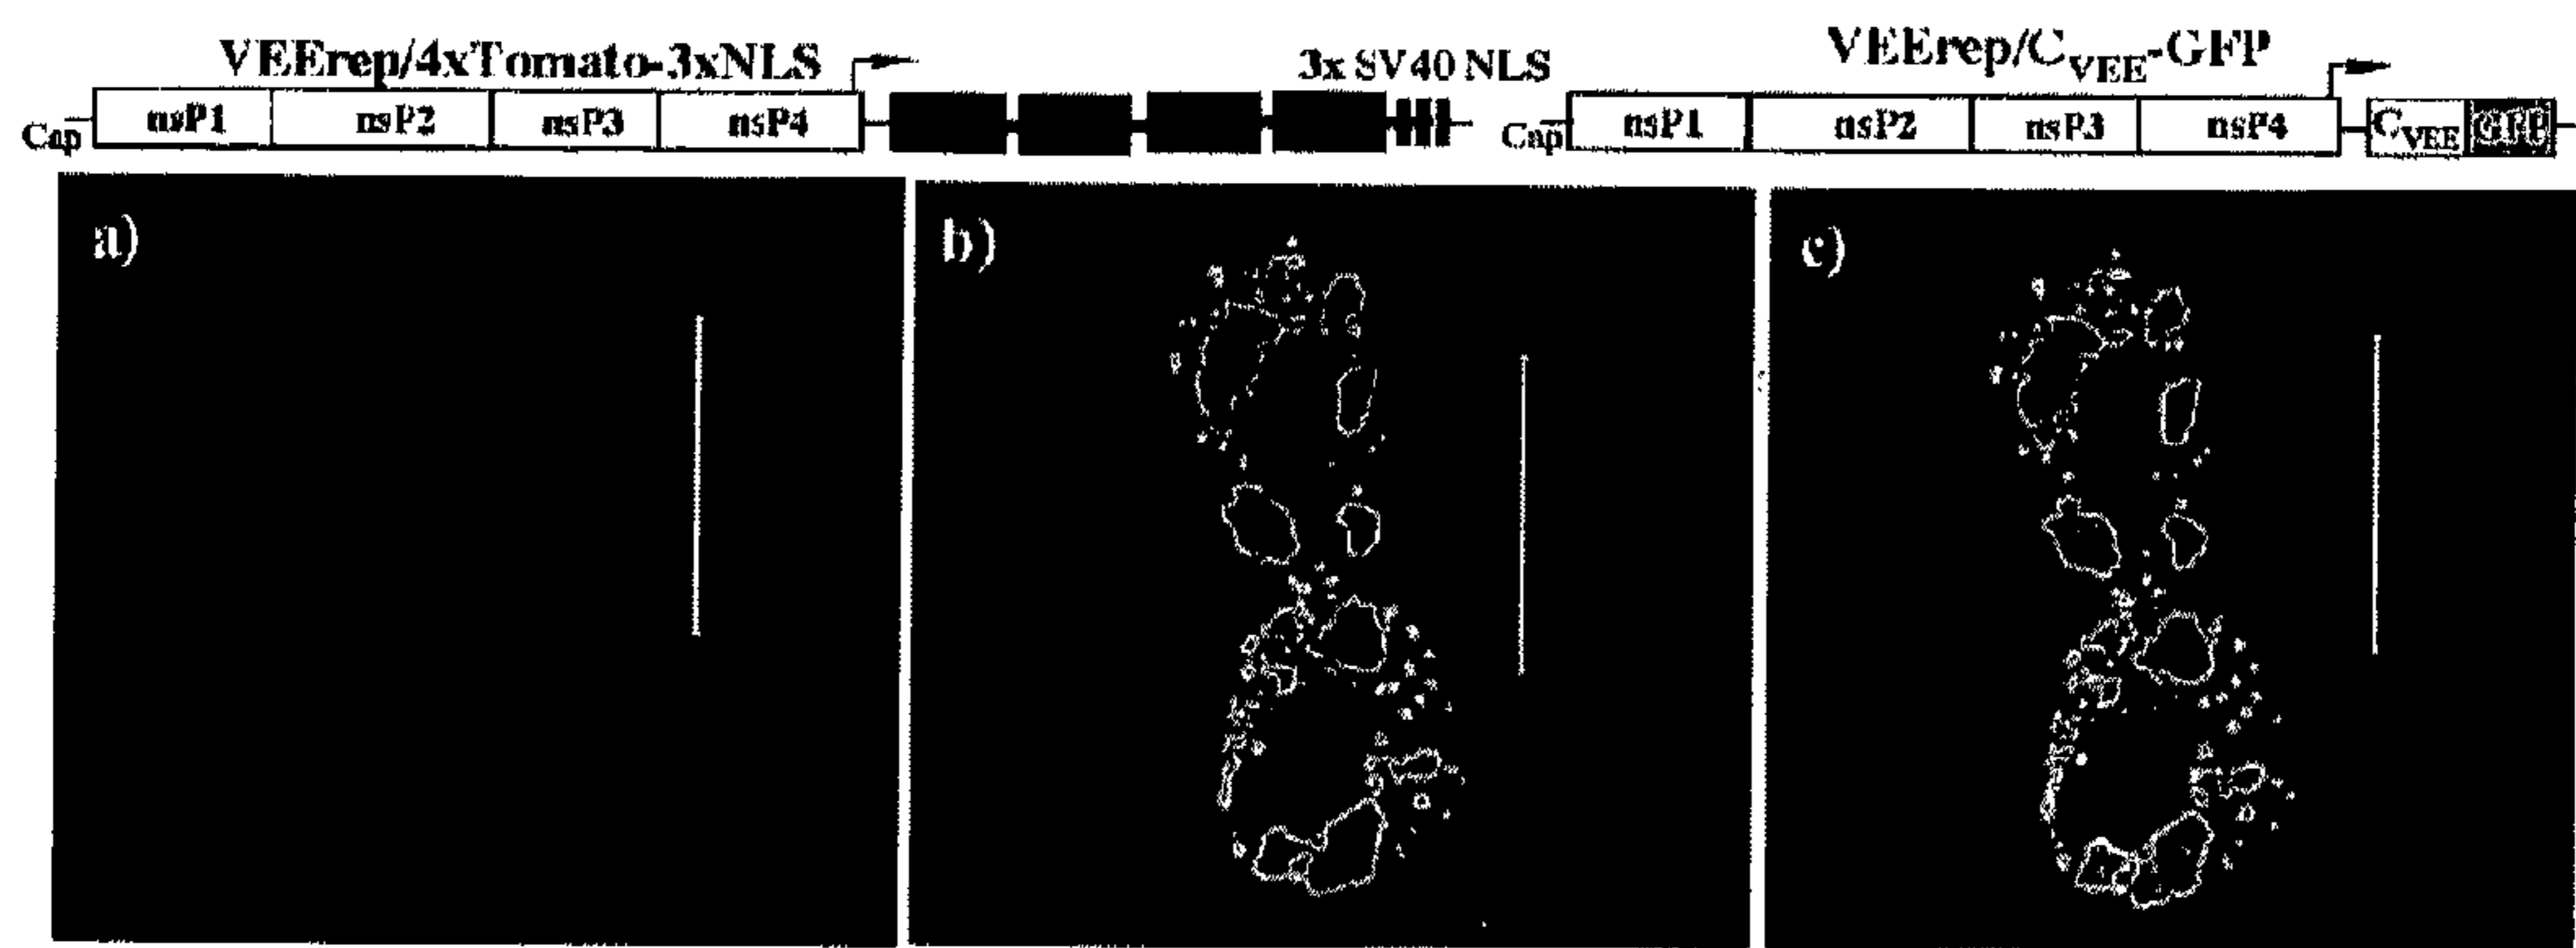 VEErep/4xTomato-3xNLS
3x SV40 NLS
VEErep/CVEE-GFP
Cap
nsP1
nsP2
nsP3
nsP4
Cap
nsP1
nsP2
nsP3
nsP4
CVEE
GFP
a)
b)
c)